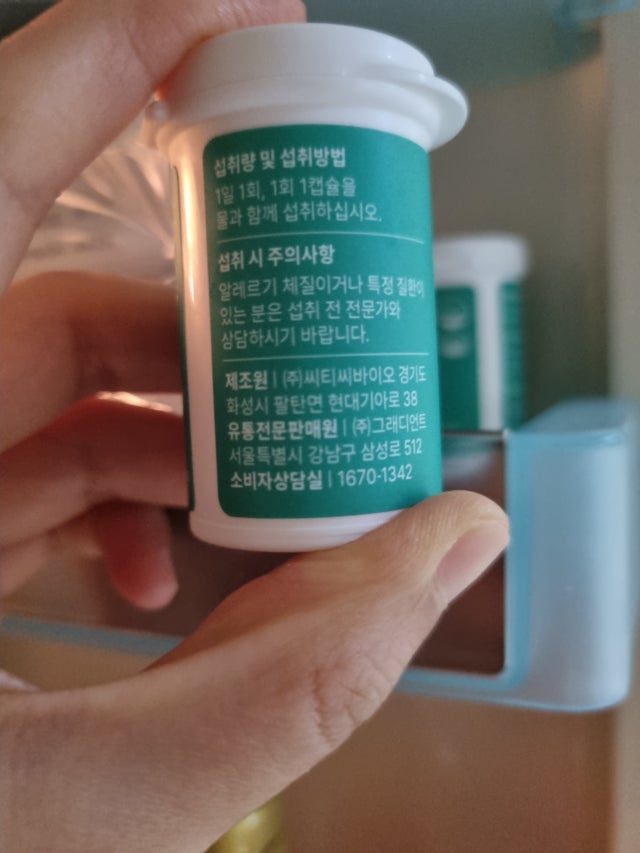 섭취량 및 섭취방법
1일 1회, 1회 1캡슐을
물과 함께 섭취하십시오.
섭취 시 주의사항
알레르기 체질이거나 특정 질환이
있는 분은 섭취 전 전문가와
상담하시기 바랍니다.
제조원 | (주)씨티씨바이오 경기도
화성시 팔탄면 현대기아로 38
유통전문판매원 | (주)그래디언트
서울특별시 강남구 삼성로 512
소비자상담실 | 1670-1342